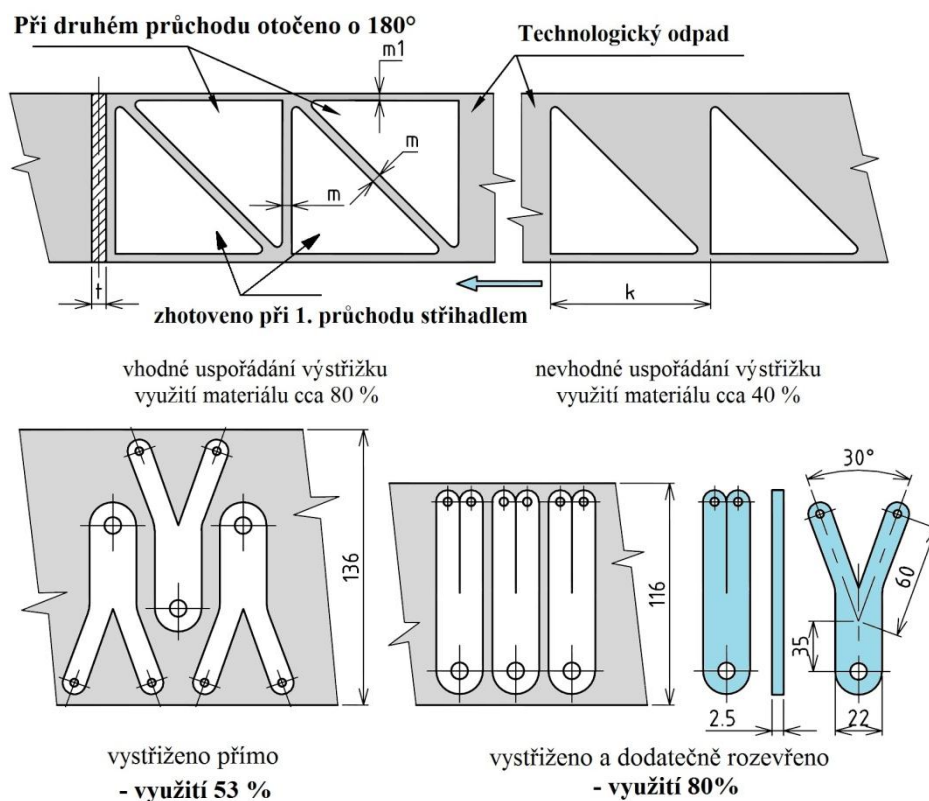 Při druhém průchodu otočeno o 180°
m1
Technologický odpad
m
m
t
k
zhotoveno při 1. průchodu střihadlem
vhodné uspořádání výstřižku
využití materiálu cca 80 %
nevhodné uspořádání výstřižku
využití materiálu cca 40 %
136
116
30°
60
35
2.5
22
vystřiženo přímo
- využití 53 %
vystřiženo a dodatečně rozevřeno
- využití 80%